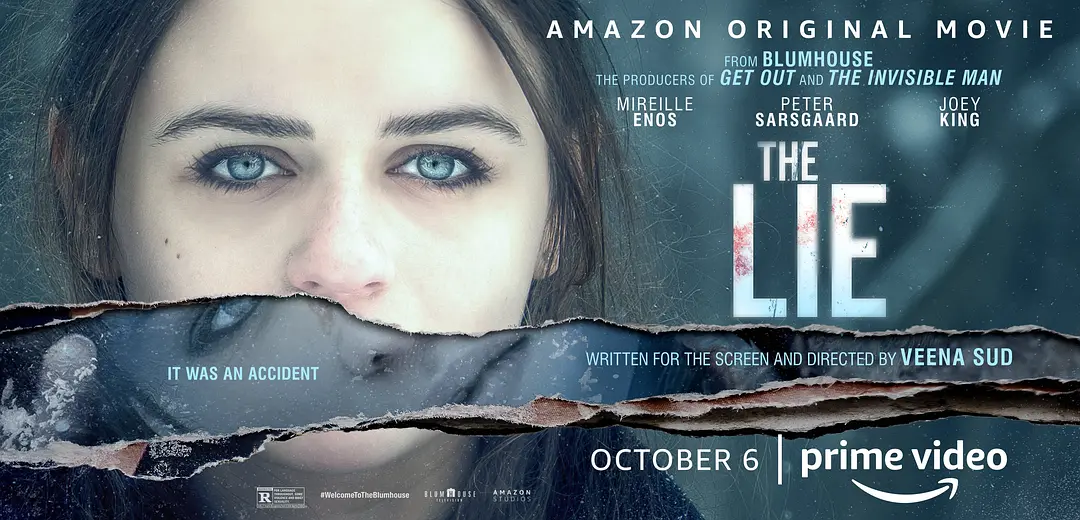 AMAZON ORIGINAL MOVIE
FROM BLUMHOUSE
THE PRODUCERS OF GET OUT AND THE INVISIBLE MAN
MIREILLE ENOS
PETER SARSGAARD
JOEY KING
THE
LIE
WRITTEN FOR THE SCREEN AND DIRECTED BY VEENA SUD
IT WAS AN ACCIDENT
OCTOBER 6 | prime video
R
#WelcomeToTheBlumhouse
BLUMHOUSE
TELEVISION
AMAZON
STUDIOS